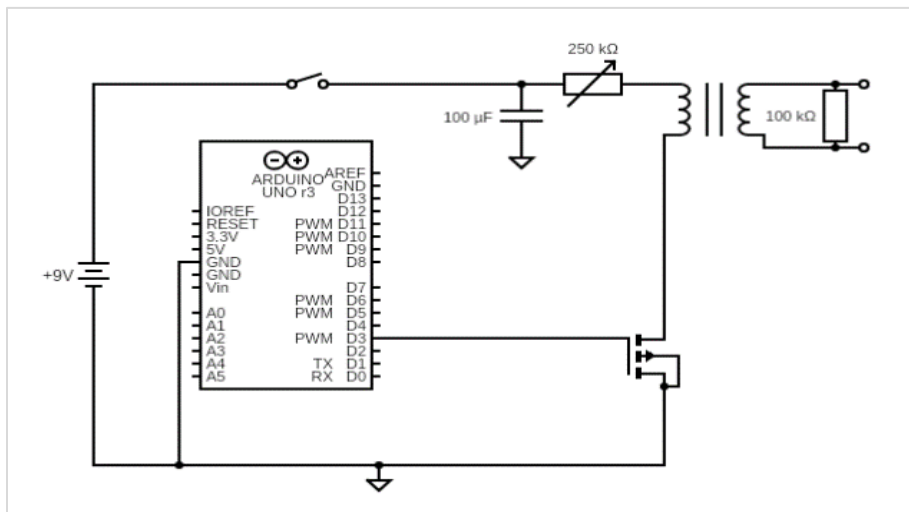 250 kΩ
100 µF
100 kΩ
+9V
ARDUINO
UNO r3
IOREF
RESET
3.3V
5V
GND
GND
Vin
A0
A1
A2
A3
A4
A5
AREF
GND
D13
D12
PWM D11
PWM D10
PWM D9
D8
D7
PWM D6
PWM D5
D4
PWM D3
D2
TX D1
RX D0